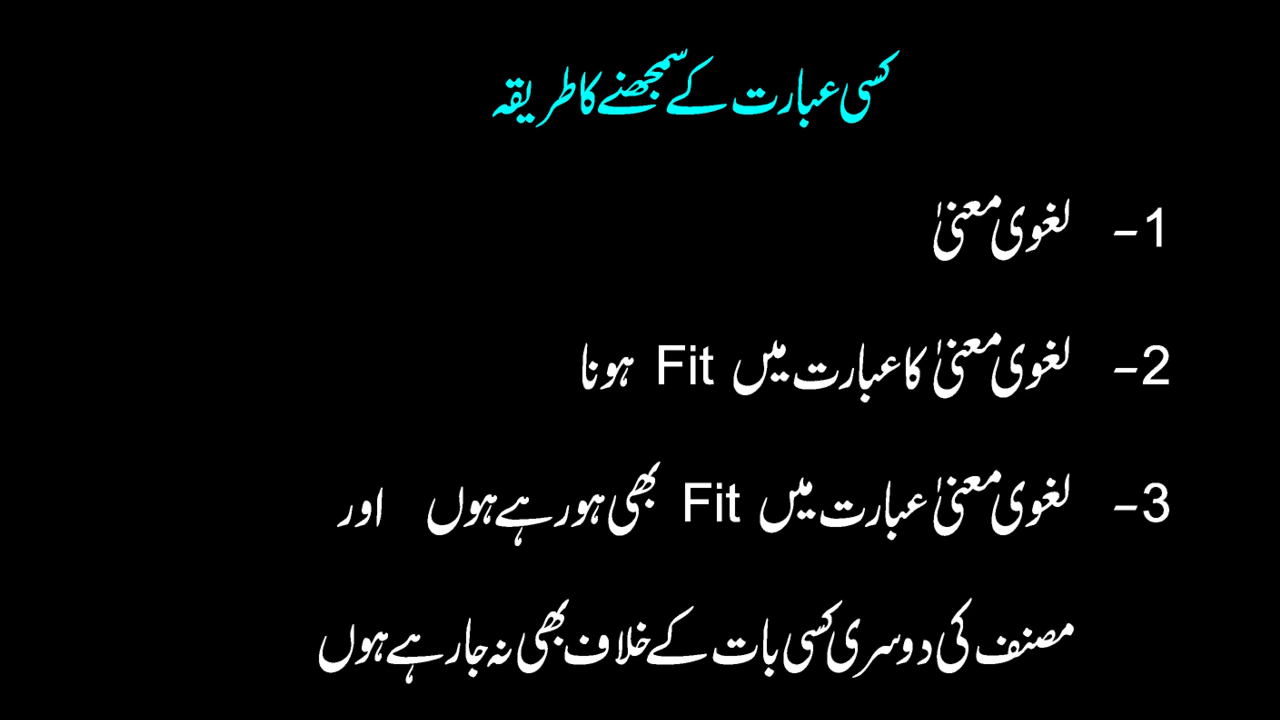 کسی عبارت کے سمجھنے کا طریقہ
1- لغوی معنیٰ
2- لغوی معنیٰ کا عبارت میں Fit ہونا
3- لغوی معنیٰ عبارت میں Fit بھی ہو رہے ہوں اور
مصنف کی دوسری کسی بات کے خلاف بھی نہ جا رہے ہوں